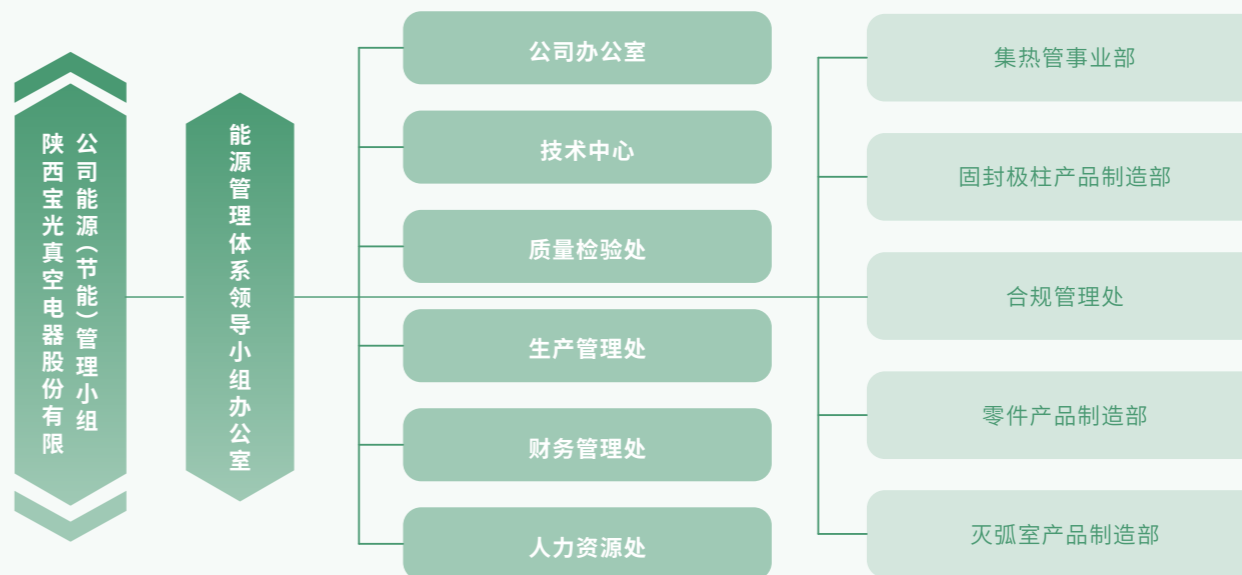 陕西宝光真空电器股份有限
公司能源（节能）管理小组
能源管理体系领导小组办公室
公司办公室
技术中心
质量检验处
生产管理处
财务管理处
人力资源处
集热管事业部
固封极柱产品制造部
合规管理处
零件产品制造部
灭弧室产品制造部